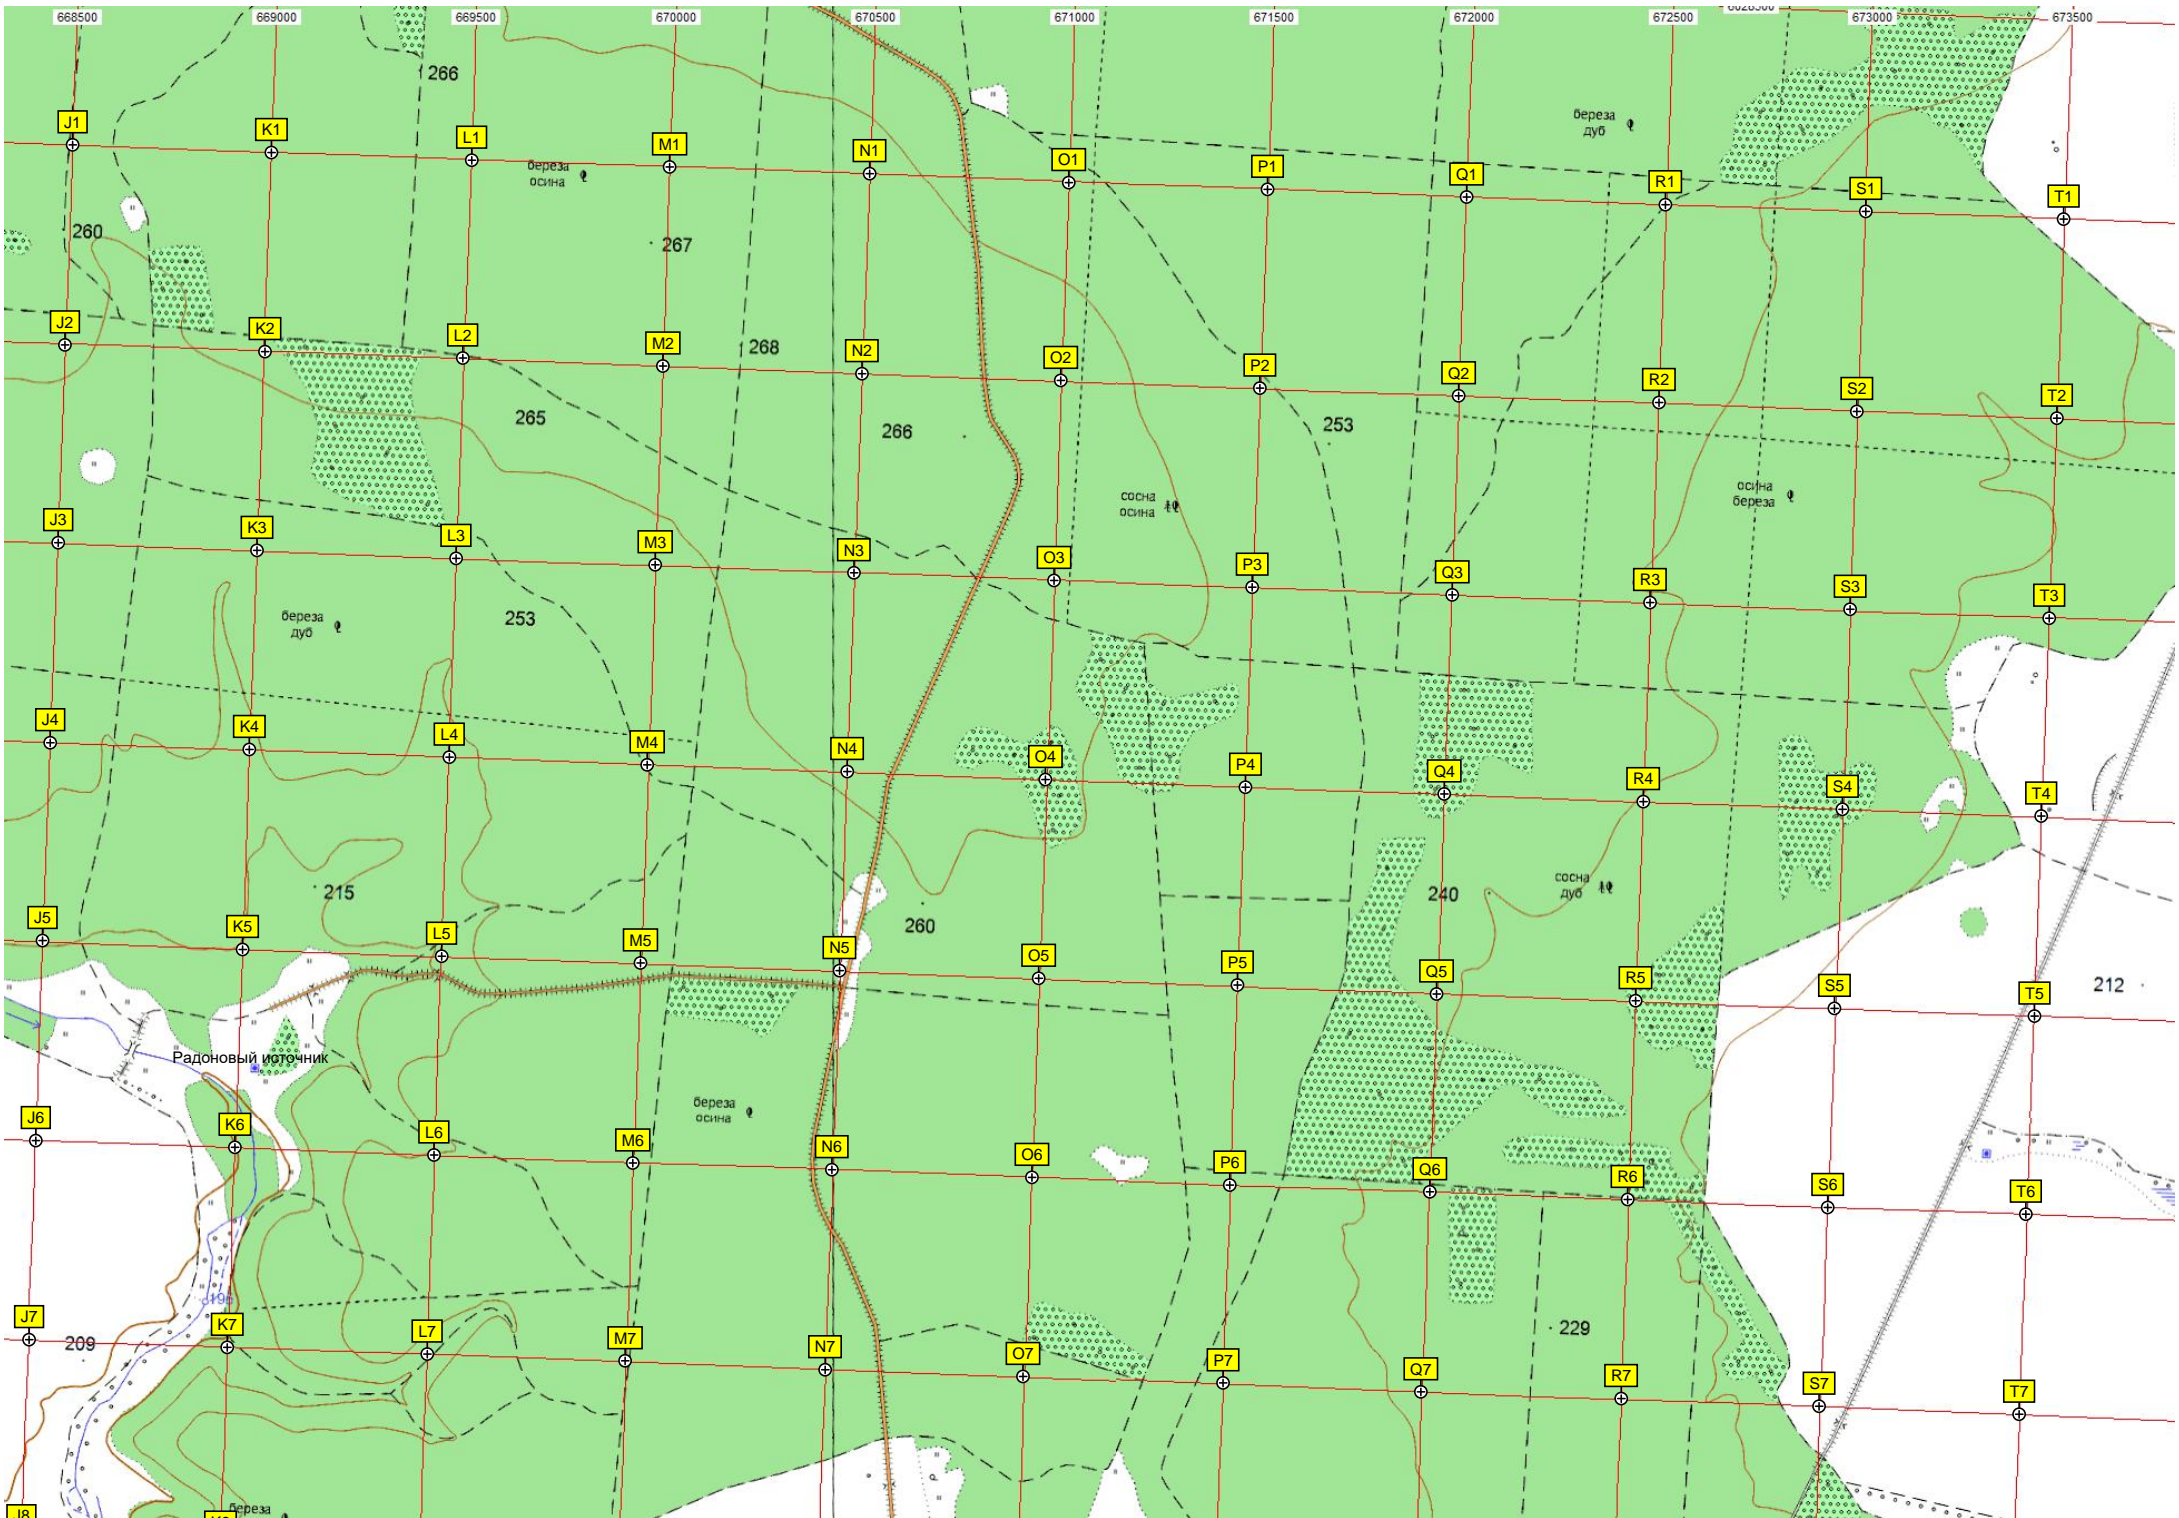 668500 669000 669500 670000 670500 671000 671500 672000 672500 6028500 673000 673500
266
J1 K1 L1 M1 N1 O1 P1 Q1 R1 S1 T1
береза
дуб
береза
осина
260
267
J2 K2 L2 M2 N2 O2 P2 Q2 R2 S2 T2
268
265
266
253
сосна
осина
осина
береза
J3 K3 L3 M3 N3 O3 P3 Q3 R3 S3 T3
береза
дуб
253
J4 K4 L4 M4 N4 O4 P4 Q4 R4 S4 T4
215
260
240
сосна
дуб
J5 K5 L5 M5 N5 O5 P5 Q5 R5 S5 T5
212
Радоновый источник
береза
осина
J6 K6 L6 M6 N6 O6 P6 Q6 R6 S6 T6
J7 K7 L7 M7 N7 O7 P7 Q7 R7 S7 T7
209
229
J8
береза